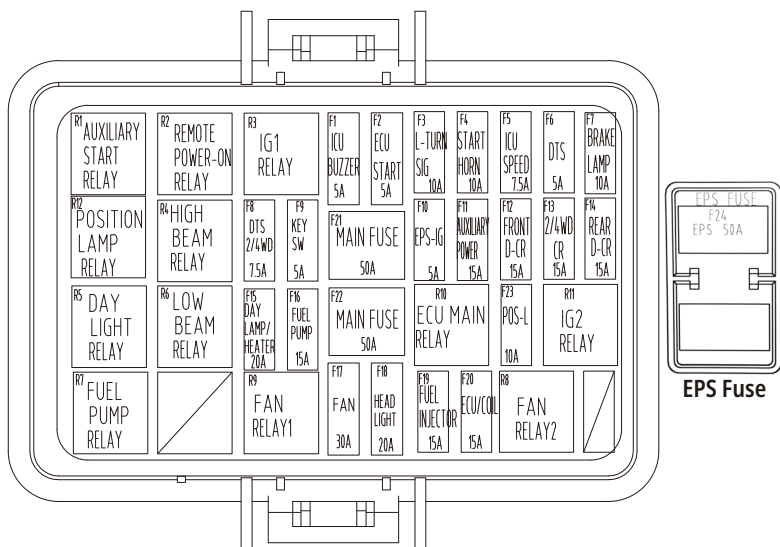 R1
AUXILIARY
START
RELAY
R2
REMOTE
POWER-ON
RELAY
R3
IG1
RELAY
F1
ICU
BUZZER
5A
F2
ECU
START
5A
F3
L-TURN
SIG
10A
F4
START
HORN
10A
F5
ICU
SPEED
7.5A
F6
DTS
5A
F7
BRAKE
LAMP
10A
R12
POSITION
LAMP
RELAY
R4
HIGH
BEAM
RELAY
F8
DTS
2/4WD
7.5A
F9
KEY
SW
5A
F21
MAIN FUSE
50A
F10
EPS-IG
5A
F11
AUXILIARY
POWER
15A
F12
FRONT
D-CR
15A
F13
2/4WD
CR
15A
F14
REAR
D-CR
15A
R5
DAY
LIGHT
RELAY
R6
LOW
BEAM
RELAY
F15
DAY
LAMP/
HEATER
20A
F16
FUEL
PUMP
15A
F22
MAIN FUSE
50A
R10
ECU MAIN
RELAY
F23
POS-L
10A
R11
IG2
RELAY
R7
FUEL
PUMP
RELAY
R9
FAN
RELAY1
F17
FAN
30A
F18
HEAD
LIGHT
20A
F19
FUEL
INJECTOR
15A
F20
ECU/COIL
15A
R8
FAN
RELAY2
EPS FUSE
F24
EPS 50A
EPS Fuse